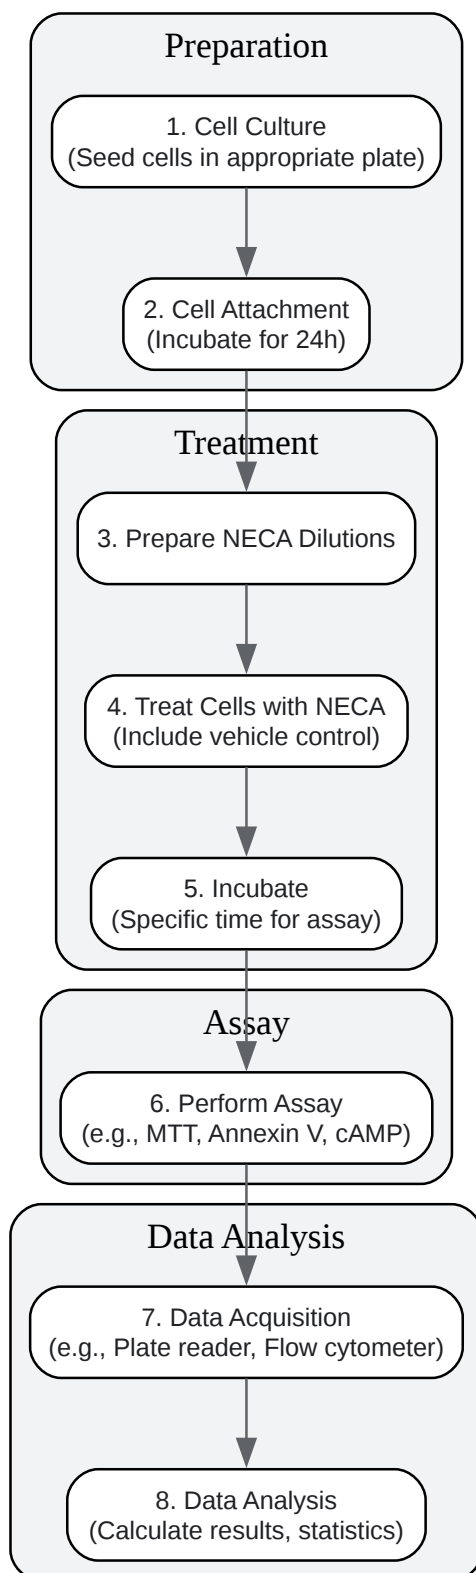 Preparation
1. Cell Culture
(Seed cells in appropriate plate)
2. Cell Attachment
(Incubate for 24h)
Treatment
3. Prepare NECA Dilutions
4. Treat Cells with NECA
(Include vehicle control)
5. Incubate
(Specific time for assay)
Assay
6. Perform Assay
(e.g., MTT, Annexin V, cAMP)
Data Analysis
7. Data Acquisition
(e.g., Plate reader, Flow cytometer)
8. Data Analysis
(Calculate results, statistics)